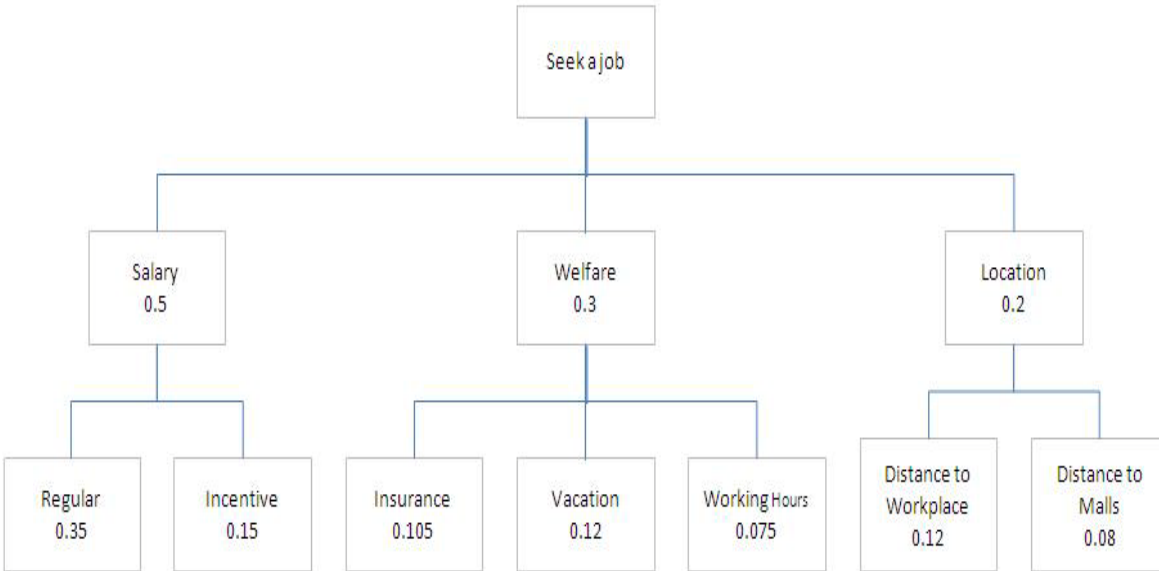 Seek a job
Salary
0.5
Welfare
0.3
Location
0.2
Regular
0.35
Incentive
0.15
Insurance
0.105
Vacation
0.12
Working Hours
0.075
Distance to
Workplace
0.12
Distance to
Malls
0.08